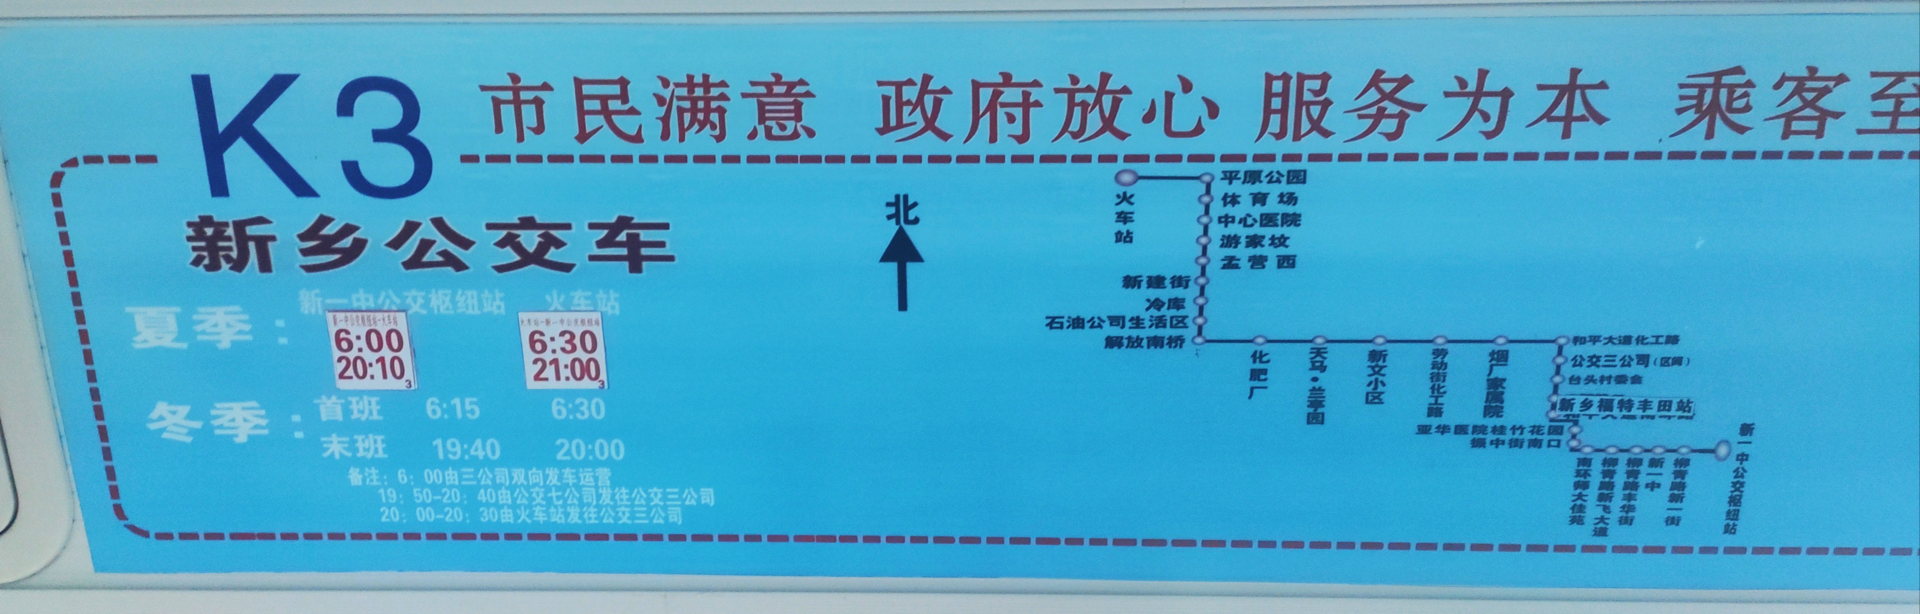 K3
市民满意 政府放心 服务为本 乘客至
新乡公交车
新一中公交枢纽站 火车站
夏季：
6:00
20:10
3
6:30
21:00
3
冬季：
首班 6:15 6:30
末班 19:40 20:00
备注：6：00由三公司双向发车运营
19：50-20：40由公交七公司发往公交三公司
20：00-20：30由火车站发往公交三公司
北
火车站
平原公园
体育场
中心医院
游家坟
孟营西
新建街
冷库
石油公司生活区
解放南桥
化肥厂
天马·兰亭园
新文小区
劳动街化工路
烟厂家属院
和平大道化工路
公交三公司（区间）
台头村委会
新乡福特丰田站
亚华医院桂竹花园
振中街南口
南环师大佳苑
柳青路新飞大道
柳青路丰华街
新一中
柳青路新一街
新一中公交枢纽站